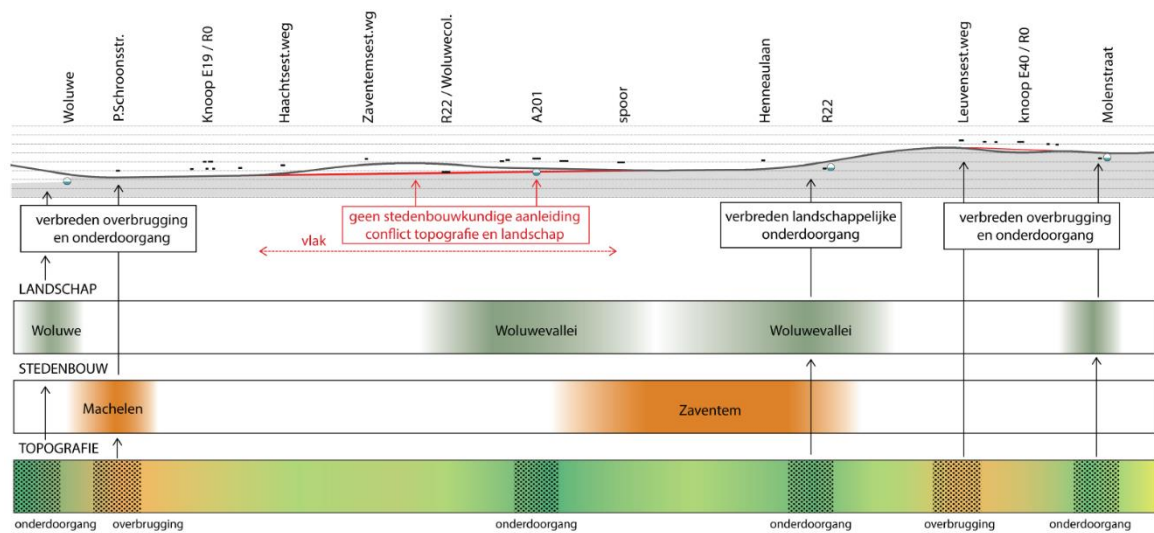 Woluwe
P.Schroonsstr.
Knoop E19 / R0
Haachtsest.weg
Zaventemsest.wg
R22 / Woluwecol.
A201
spoor
Henneaulaan
R22
Leuvensest.weg
knoop E40 / R0
Molenstraat
verbreden overbrugging
en onderdoorgang
geen stedenbouwkundige aanleiding
conflict topografie en landschap
verbreden landschappelijke
onderdoorgang
verbreden overbrugging
en onderdoorgang
vlak
LANDSCHAP
Woluwe
Woluwevallei
Woluwevallei
STEDENBOUW
Machelen
Zaventem
TOPOGRAFIE
onderdoorgang
overbrugging
onderdoorgang
onderdoorgang
overbrugging
onderdoorgang